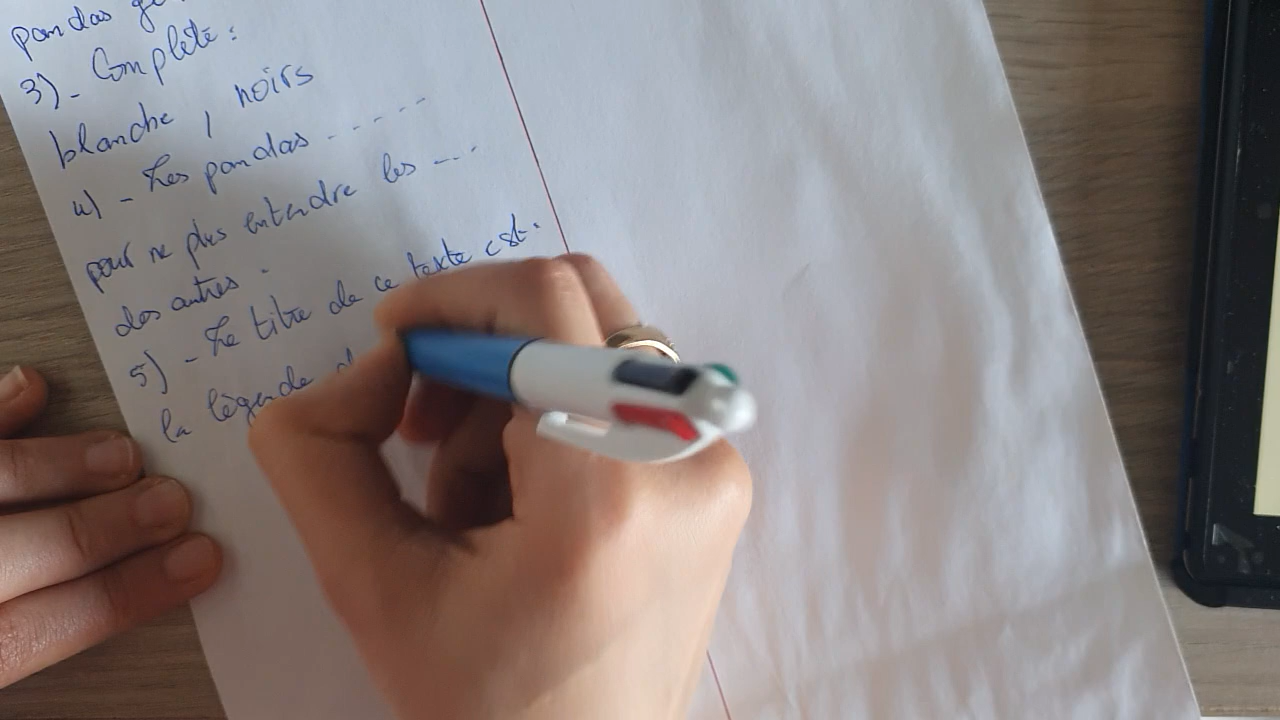 pandas
3)_ Complète :
blanche , noirs
4) - Les pandas ------
pour ne plus entendre les ----
des autres .
5) - Le titre de ce texte est.
la légende